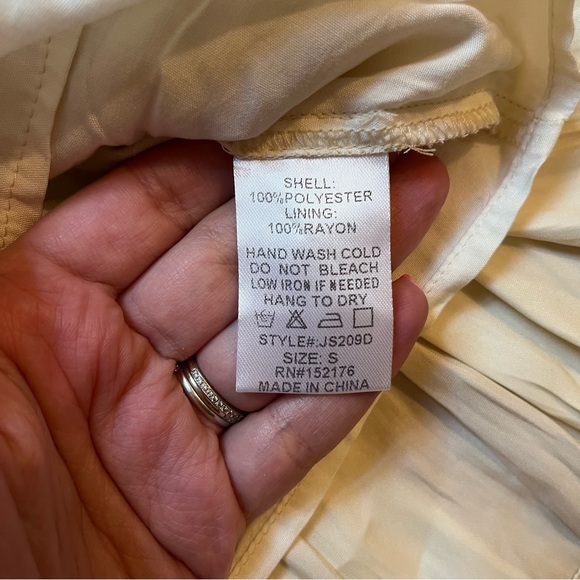 SHELL:
100%POLYESTER
LINING:
100%RAYON
HAND WASH COLD
DO NOT BLEACH
LOW IRON IF NEEDED
HANG TO DRY
STYLE#:JS209D
SIZE: S
RN#152176
MADE IN CHINA